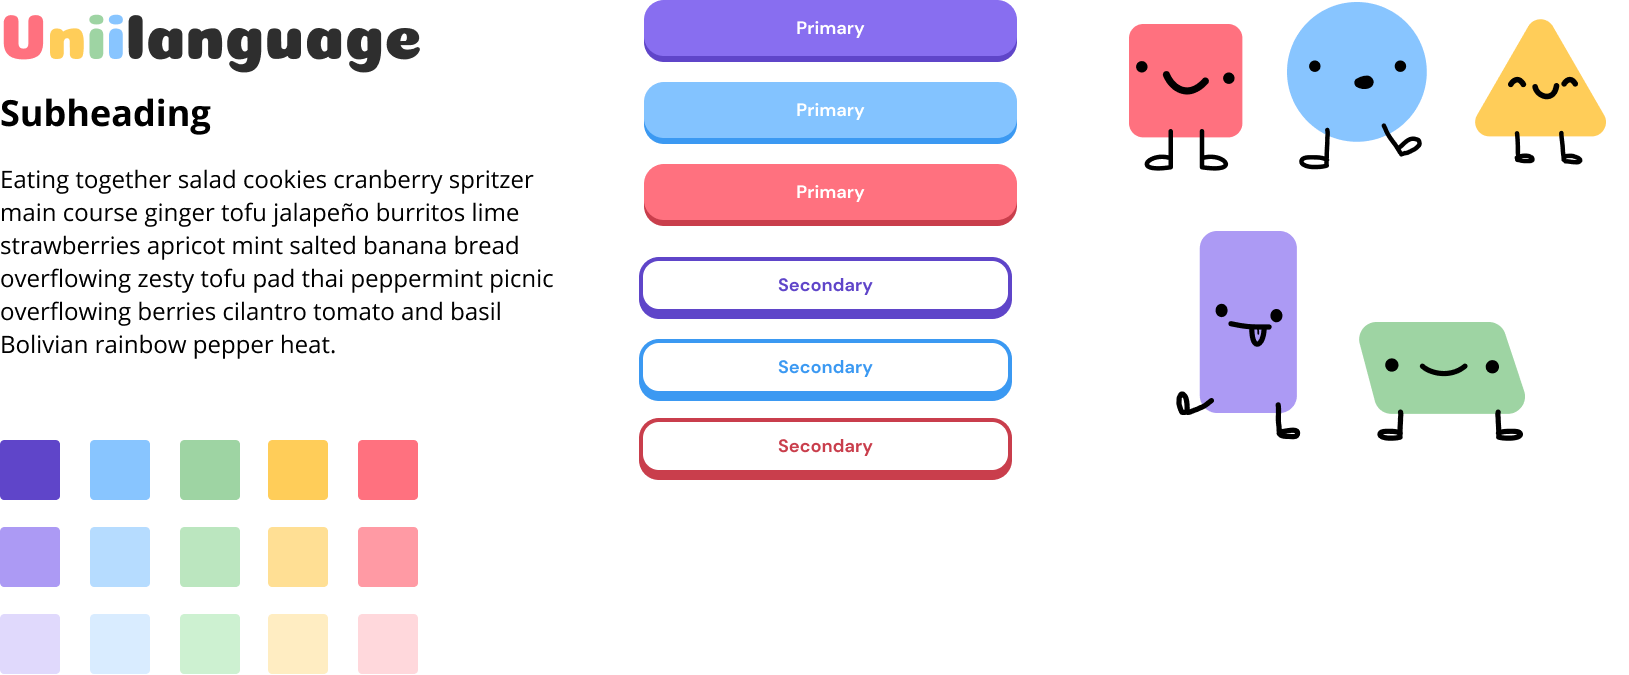 Uniilanguage
Subheading
Eating together salad cookies cranberry spritzer
main course ginger tofu jalapeño burritos lime
strawberries apricot mint salted banana bread
overflowing zesty tofu pad thai peppermint picnic
overflowing berries cilantro tomato and basil
Bolivian rainbow pepper heat.
Primary
Primary
Primary
Secondary
Secondary
Secondary